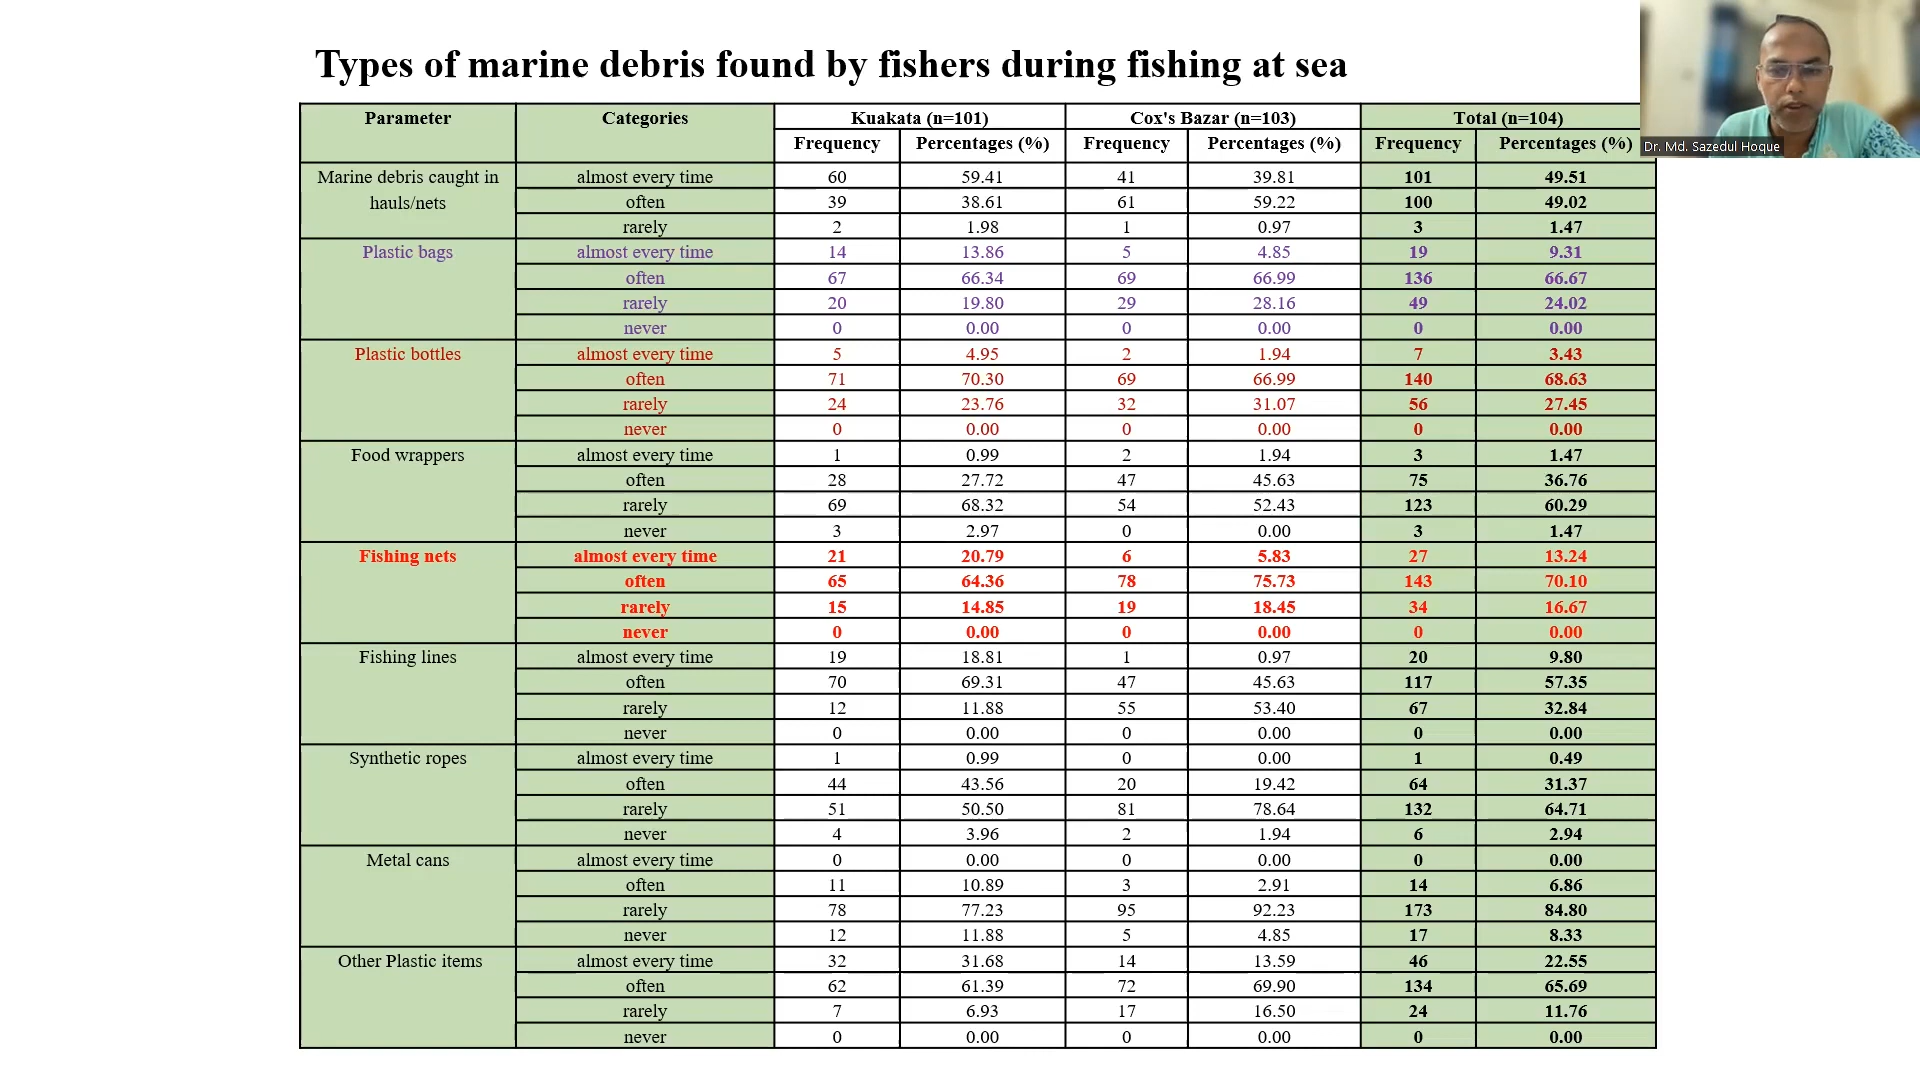 Types of marine debris found by fishers during fishing at sea
Dr. Md. Sazedul Hoque
Parameter Categories Kuakata (n=101) Cox's Bazar (n=103) Total (n=104)
Frequency Percentages (%) Frequency Percentages (%) Frequency Percentages (%)
Marine debris caught in hauls/nets almost every time 60 59.41 41 39.81 101 49.51
often 39 38.61 61 59.22 100 49.02
rarely 2 1.98 1 0.97 3 1.47
Plastic bags almost every time 14 13.86 5 4.85 19 9.31
often 67 66.34 69 66.99 136 66.67
rarely 20 19.80 29 28.16 49 24.02
never 0 0.00 0 0.00 0 0.00
Plastic bottles almost every time 5 4.95 2 1.94 7 3.43
often 71 70.30 69 66.99 140 68.63
rarely 24 23.76 32 31.07 56 27.45
never 0 0.00 0 0.00 0 0.00
Food wrappers almost every time 1 0.99 2 1.94 3 1.47
often 28 27.72 47 45.63 75 36.76
rarely 69 68.32 54 52.43 123 60.29
never 3 2.97 0 0.00 3 1.47
Fishing nets almost every time 21 20.79 6 5.83 27 13.24
often 65 64.36 78 75.73 143 70.10
rarely 15 14.85 19 18.45 34 16.67
never 0 0.00 0 0.00 0 0.00
Fishing lines almost every time 19 18.81 1 0.97 20 9.80
often 70 69.31 47 45.63 117 57.35
rarely 12 11.88 55 53.40 67 32.84
never 0 0.00 0 0.00 0 0.00
Synthetic ropes almost every time 1 0.99 0 0.00 1 0.49
often 44 43.56 20 19.42 64 31.37
rarely 51 50.50 81 78.64 132 64.71
never 4 3.96 2 1.94 6 2.94
Metal cans almost every time 0 0.00 0 0.00 0 0.00
often 11 10.89 3 2.91 14 6.86
rarely 78 77.23 95 92.23 173 84.80
never 12 11.88 5 4.85 17 8.33
Other Plastic items almost every time 32 31.68 14 13.59 46 22.55
often 62 61.39 72 69.90 134 65.69
rarely 7 6.93 17 16.50 24 11.76
never 0 0.00 0 0.00 0 0.00